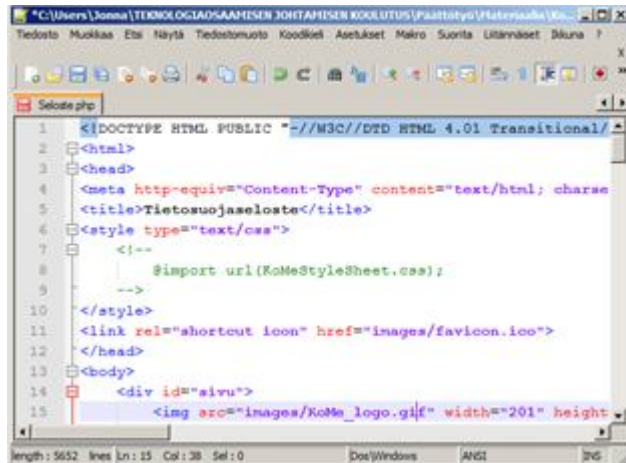 *C:\Users\Jonna\TEKNOLOGIAOSAAMISEN JOHTAMISEN KOULUTUS\Päättötyö\Materiaalia\Ko...
Tiedosto Muokkaa Etsi Näytä Tiedostomuoto Koodikieli Asetukset Makro Suorita Liitännäiset Ikkuna ?
X
Seloste.php
1 <!DOCTYPE HTML PUBLIC "-//W3C//DTD HTML 4.01 Transitional/
2 <html>
3 <head>
4 <meta http-equiv="Content-Type" content="text/html; charse
5 <title>Tietosuojaseloste</title>
6 <style type="text/css">
7 <!--
8 @import url(KoMeStyleSheet.css);
9 -->
10 </style>
11 <link rel="shortcut icon" href="images/favicon.ico">
12 </head>
13 <body>
14 <div id="sivu">
15 <img src="images/KoMe_logo.gif" width="201" height
length : 5652 lines Ln : 15 Col : 38 Sel : 0 Dos\Windows ANSI INS